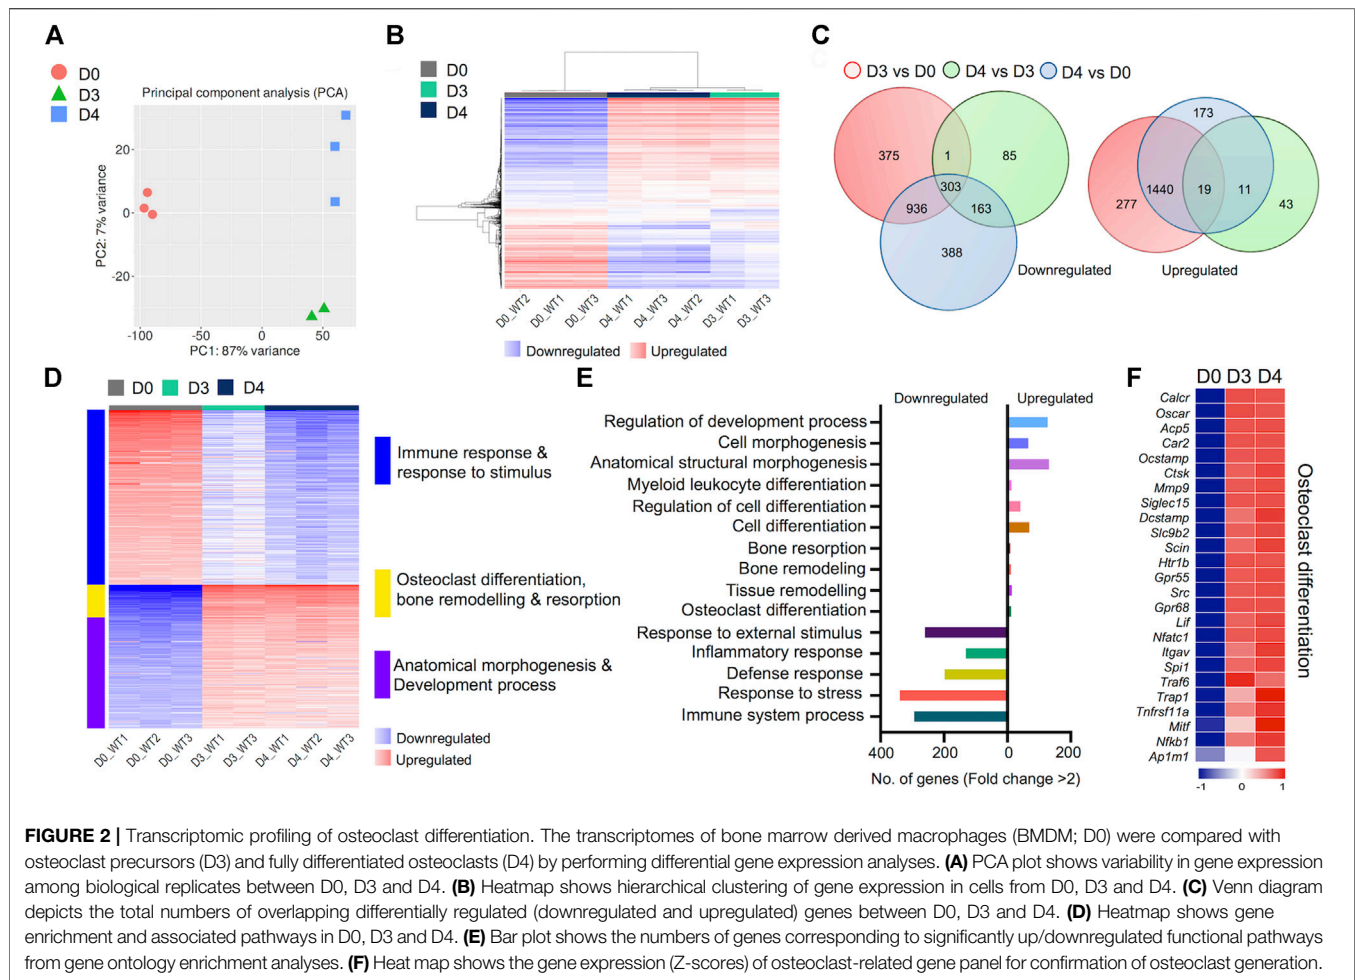 A
D0
D3
D4
Principal component analysis (PCA)
PC2: 7% variance
20
0
-20
-100
-50
0
50
PC1: 87% variance
B
D0
D3
D4
D0_WT2
D0_WT1
D0_WT3
D4_WT1
D4_WT3
D4_WT2
D3_WT1
D3_WT3
Downregulated
Upregulated
C
D3 vs D0
D4 vs D3
D4 vs D0
375
1
85
303
936
163
388
Downregulated
173
1440
19
11
277
43
Upregulated
D
D0
D3
D4
Immune response &
response to stimulus
Osteoclast differentiation,
bone remodelling & resorption
Anatomical morphogenesis &
Development process
Downregulated
Upregulated
D0_WT1
D0_WT2
D0_WT3
D3_WT1
D3_WT3
D4_WT1
D4_WT2
D4_WT3
E
Downregulated
Upregulated
Regulation of development process
Cell morphogenesis
Anatomical structural morphogenesis
Myeloid leukocyte differentiation
Regulation of cell differentiation
Cell differentiation
Bone resorption
Bone remodeling
Tissue remodelling
Osteoclast differentiation
Response to external stimulus
Inflammatory response
Defense response
Response to stress
Immune system process
400
200
0
0
200
No. of genes (Fold change >2)
F
D0 D3 D4
Calcr
Oscar
Acp5
Car2
Ocstamp
Ctsk
Mmp9
Siglec15
Dcstamp
Slc9b2
Scin
Htr1b
Gpr55
Src
Gpr68
Lif
Nfatc1
Itgav
Spi1
Traf6
Trap1
Tnfrsf11a
Mitf
Nfkb1
Ap1m1
Osteoclast differentiation
-1
0
1
FIGURE 2 | Transcriptomic profiling of osteoclast differentiation. The transcriptomes of bone marrow derived macrophages (BMDM; D0) were compared with
osteoclast precursors (D3) and fully differentiated osteoclasts (D4) by performing differential gene expression analyses. (A) PCA plot shows variability in gene expression
among biological replicates between D0, D3 and D4. (B) Heatmap shows hierarchical clustering of gene expression in cells from D0, D3 and D4. (C) Venn diagram
depicts the total numbers of overlapping differentially regulated (downregulated and upregulated) genes between D0, D3 and D4. (D) Heatmap shows gene
enrichment and associated pathways in D0, D3 and D4. (E) Bar plot shows the numbers of genes corresponding to significantly up/downregulated functional pathways
from gene ontology enrichment analyses. (F) Heat map shows the gene expression (Z-scores) of osteoclast-related gene panel for confirmation of osteoclast generation.